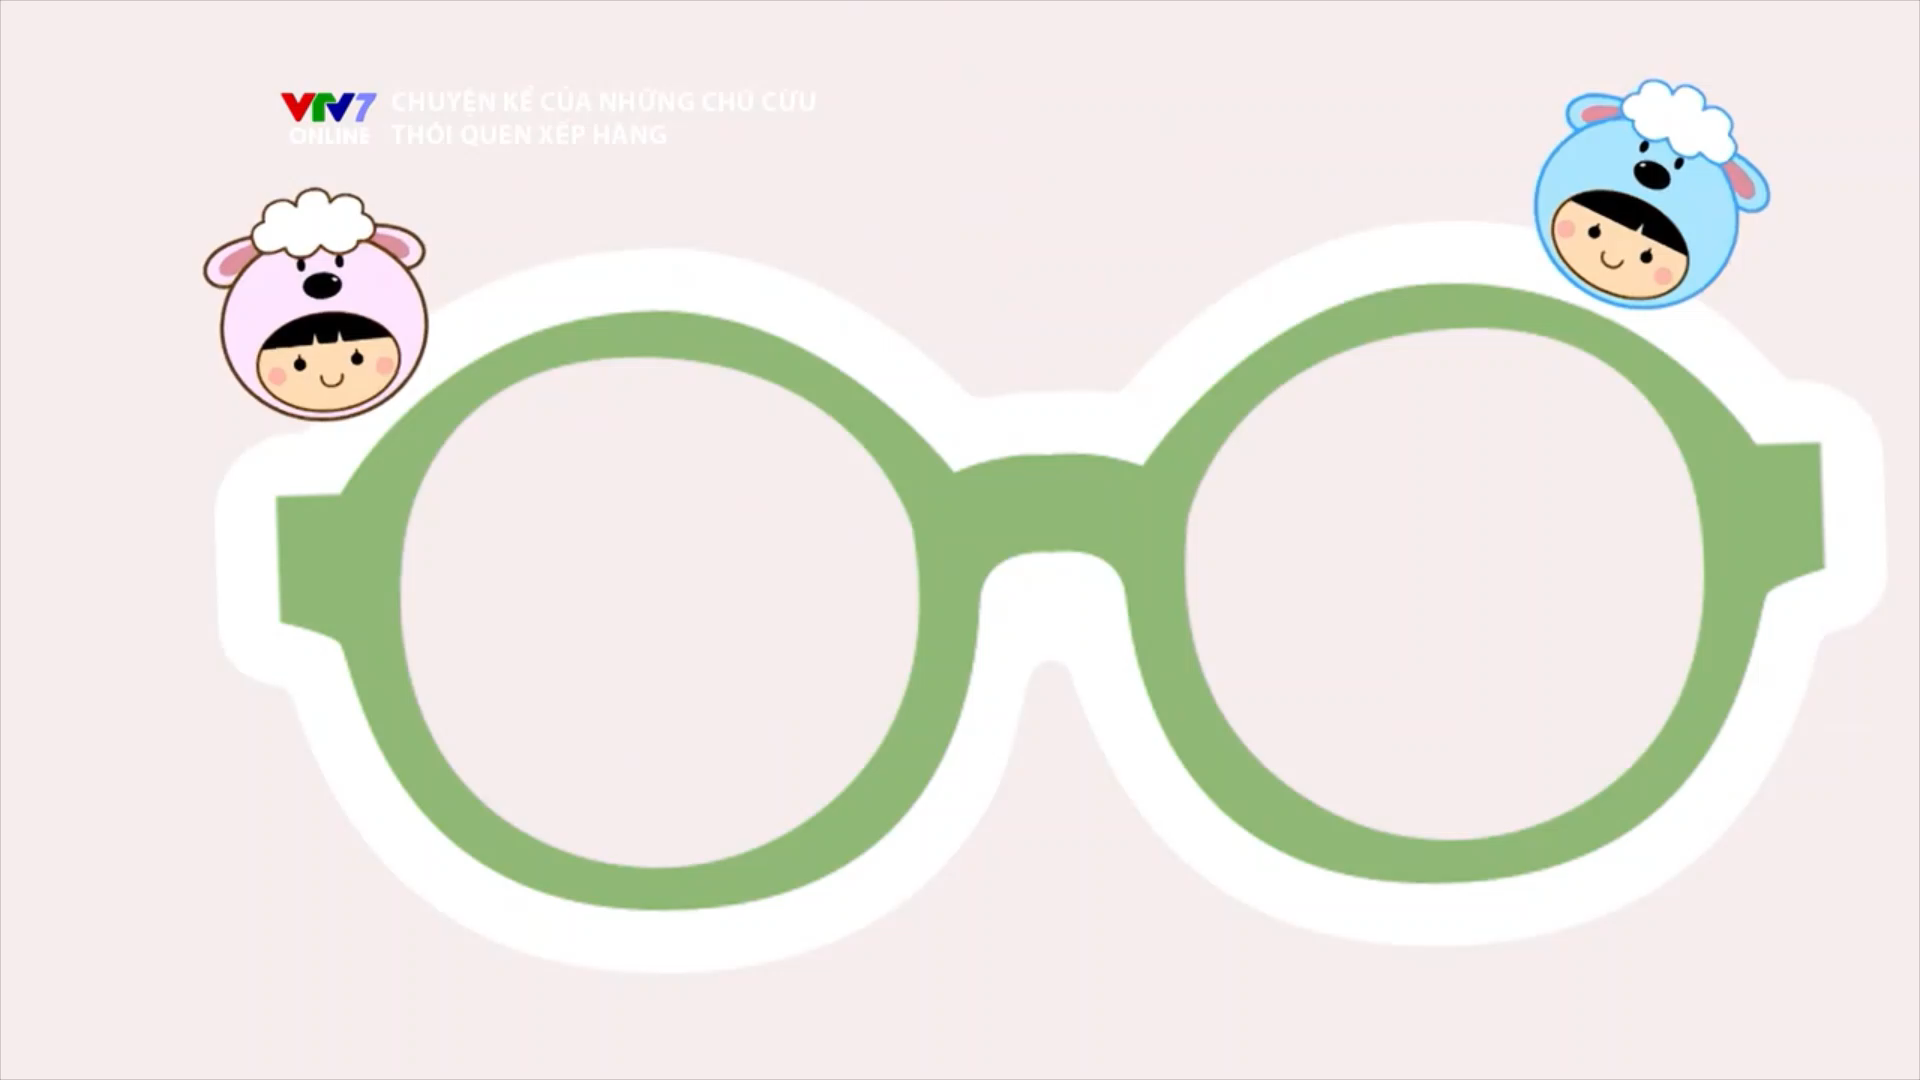 VTV7 CHUYỆN KỂ CỦA NHỮNG CHÚ CỪU
ONLINE THÓI QUEN XẾP HÀNG